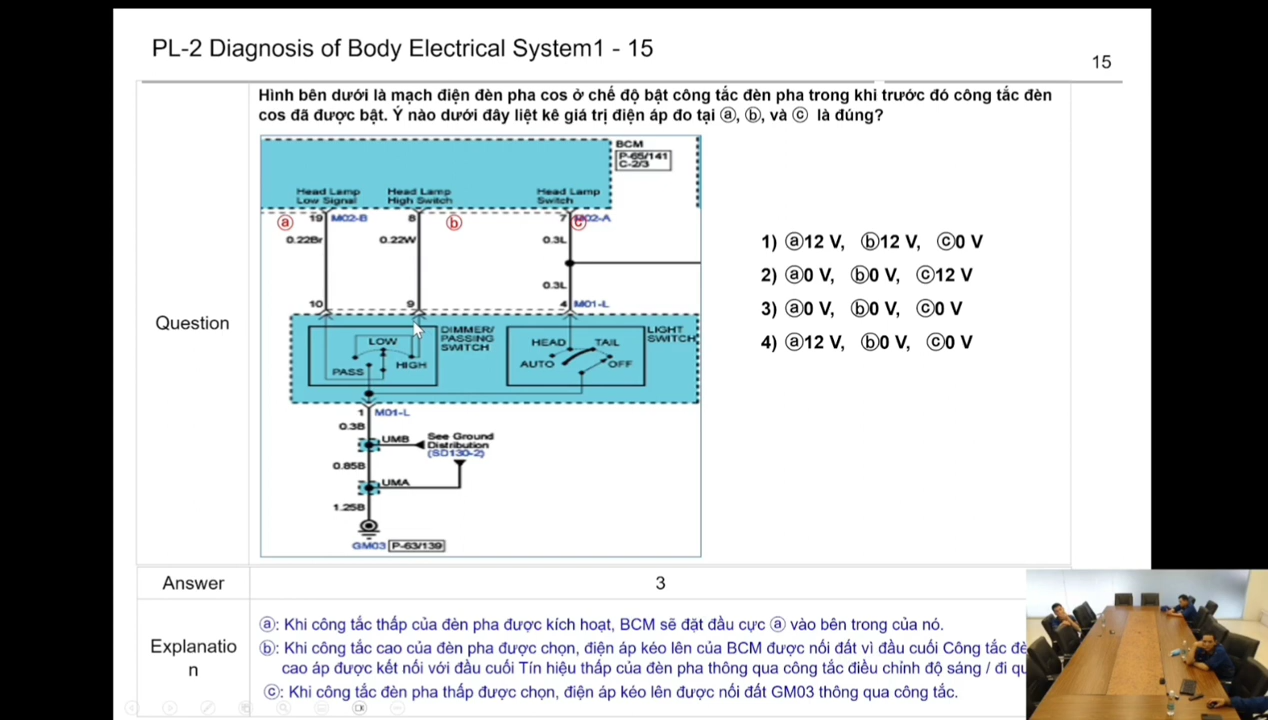 PL-2 Diagnosis of Body Electrical System1 - 15
15
Hình bên dưới là mạch điện đèn pha cos ở chế độ bật công tắc đèn pha trong khi trước đó công tắc đèn
cos đã được bật. Ý nào dưới đây liệt kê giá trị điện áp đo tại ⓐ, ⓑ, và ⓒ là đúng?
Question
BCM
P-65/141
C-2/3
Head Lamp Head Lamp Head Lamp
Low Signal High Switch Switch
ⓐ 19 M02-B 8 ⓑ 7 ⓒ M02-A
0.22Br 0.22W 0.3L
0.3L
10 9 4 M01-L
DIMMER/
PASSING
SWITCH
LOW
HIGH
PASS
LIGHT
SWITCH
HEAD TAIL
AUTO OFF
1 M01-L
0.3B
UMB
See Ground
Distribution
(SD130-2)
0.85B
UMA
1.25B
GM03 P-63/139
1) ⓐ12 V, ⓑ12 V, ⓒ0 V
2) ⓐ0 V, ⓑ0 V, ⓒ12 V
3) ⓐ0 V, ⓑ0 V, ⓒ0 V
4) ⓐ12 V, ⓑ0 V, ⓒ0 V
Answer
3
Explanatio
n
ⓐ: Khi công tắc thấp của đèn pha được kích hoạt, BCM sẽ đặt đầu cực ⓐ vào bên trong của nó.
ⓑ: Khi công tắc cao của đèn pha được chọn, điện áp kéo lên của BCM được nối đất vì đầu cuối Công tắc
cao áp được kết nối với đầu cuối Tín hiệu thấp của đèn pha thông qua công tắc điều chỉnh độ sáng / đi
ⓒ: Khi công tắc đèn pha thấp được chọn, điện áp kéo lên được nối đất GM03 thông qua công tắc.